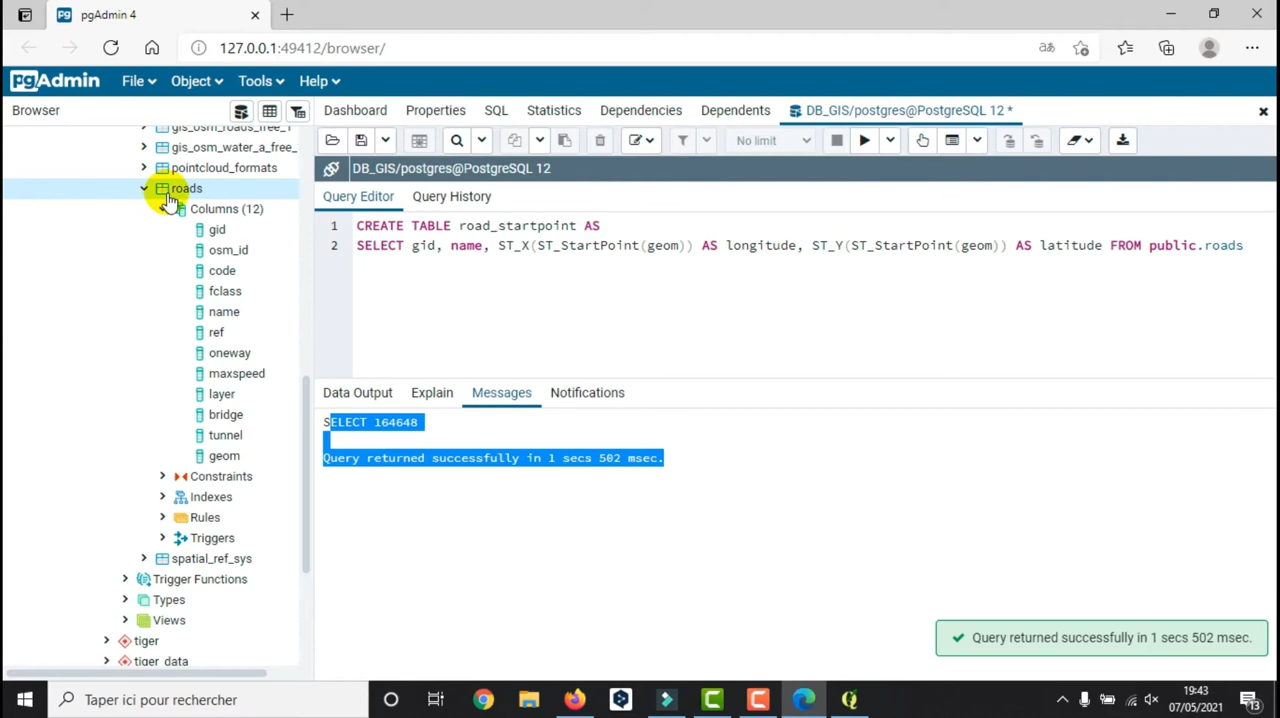 pgAdmin 4
127.0.0.1:49412/browser/
pgAdmin File Object Tools Help
Browser
Dashboard Properties SQL Statistics Dependencies Dependents DB_GIS/postgres@PostgreSQL 12 *
gis_osm_roads_free_1
gis_osm_water_a_free_
pointcloud_formats
roads
Columns (12)
gid
osm_id
code
fclass
name
ref
oneway
maxspeed
layer
bridge
tunnel
geom
Constraints
Indexes
Rules
Triggers
spatial_ref_sys
Trigger Functions
Types
Views
tiger
tiger_data
No limit
DB_GIS/postgres@PostgreSQL 12
Query Editor Query History
1 CREATE TABLE road_startpoint AS
2 SELECT gid, name, ST_X(ST_StartPoint(geom)) AS longitude, ST_Y(ST_StartPoint(geom)) AS latitude FROM public.roads
Data Output Explain Messages Notifications
SELECT 164648
Query returned successfully in 1 secs 502 msec.
Query returned successfully in 1 secs 502 msec.
Taper ici pour rechercher
19:43
07/05/2021
13